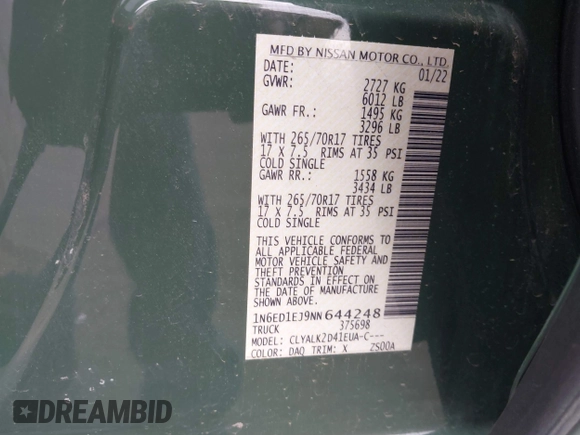 MFD BY NISSAN MOTOR CO., LTD.
DATE: 01/22
GVWR: 2727 KG
6012 LB
GAWR FR.: 1495 KG
3296 LB
WITH 265/70R17 TIRES
17 X 7.5 RIMS AT 35 PSI
COLD SINGLE
GAWR RR.: 1558 KG
3434 LB
WITH 265/70R17 TIRES
17 X 7.5 RIMS AT 35 PSI
COLD SINGLE
THIS VEHICLE CONFORMS TO
ALL APPLICABLE FEDERAL
MOTOR VEHICLE SAFETY AND
THEFT PREVENTION
STANDARDS IN EFFECT ON
THE DATE OF MANUFACTURE
SHOWN ABOVE.
1N6ED1EJ9NN644248
TRUCK 375698
MODEL: CLYALK2D41EUA-C---
COLOR: DAQ TRIM: X 2S00A
DREAMBID